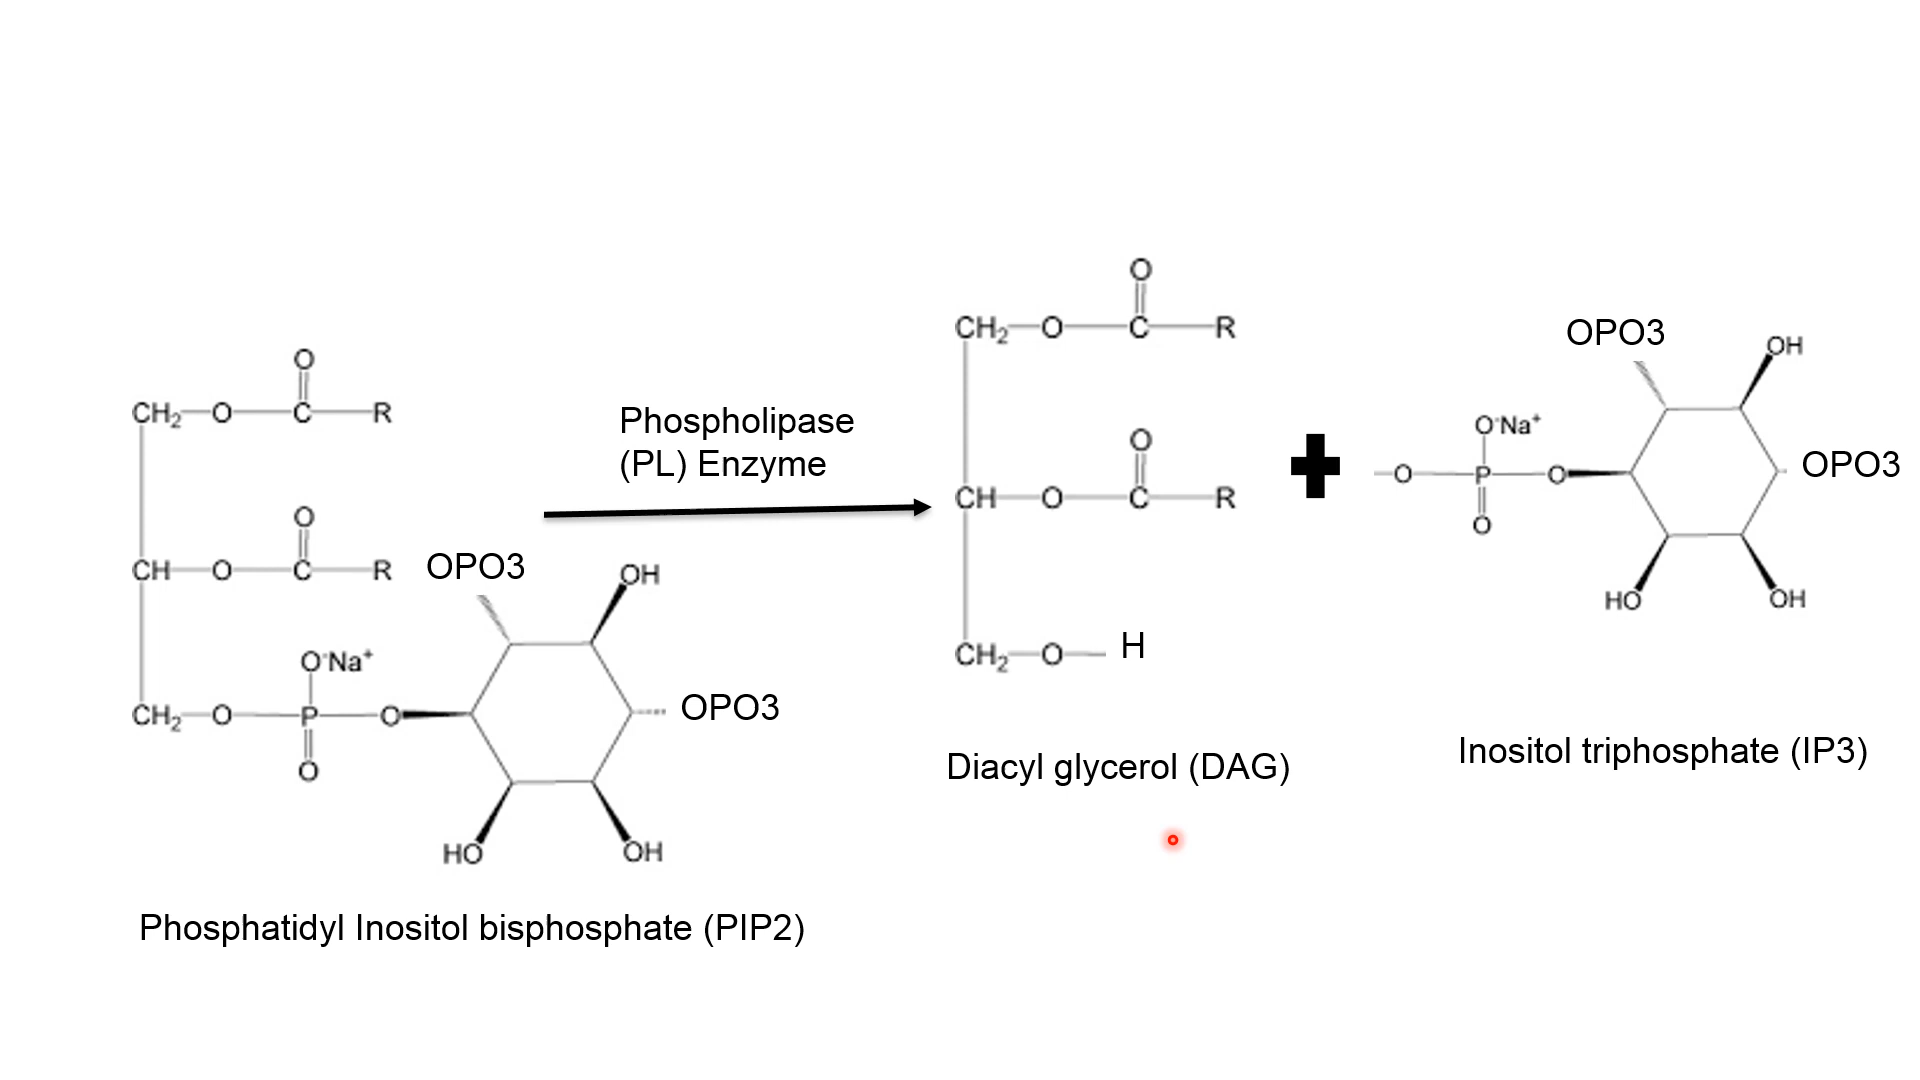 O
CH₂—O—C—R
O
CH—O—C—R
O⁻Na⁺
CH₂—O—P—O
O
OPO3
OH
OPO3
HO
OH
Phosphatidyl Inositol bisphosphate (PIP2)
Phospholipase
(PL) Enzyme
O
CH₂—O—C—R
O
CH—O—C—R
CH₂—O— H
Diacyl glycerol (DAG)
+
OPO3
OH
O⁻Na⁺
—O—P—O
OPO3
O
HO
OH
Inositol triphosphate (IP3)